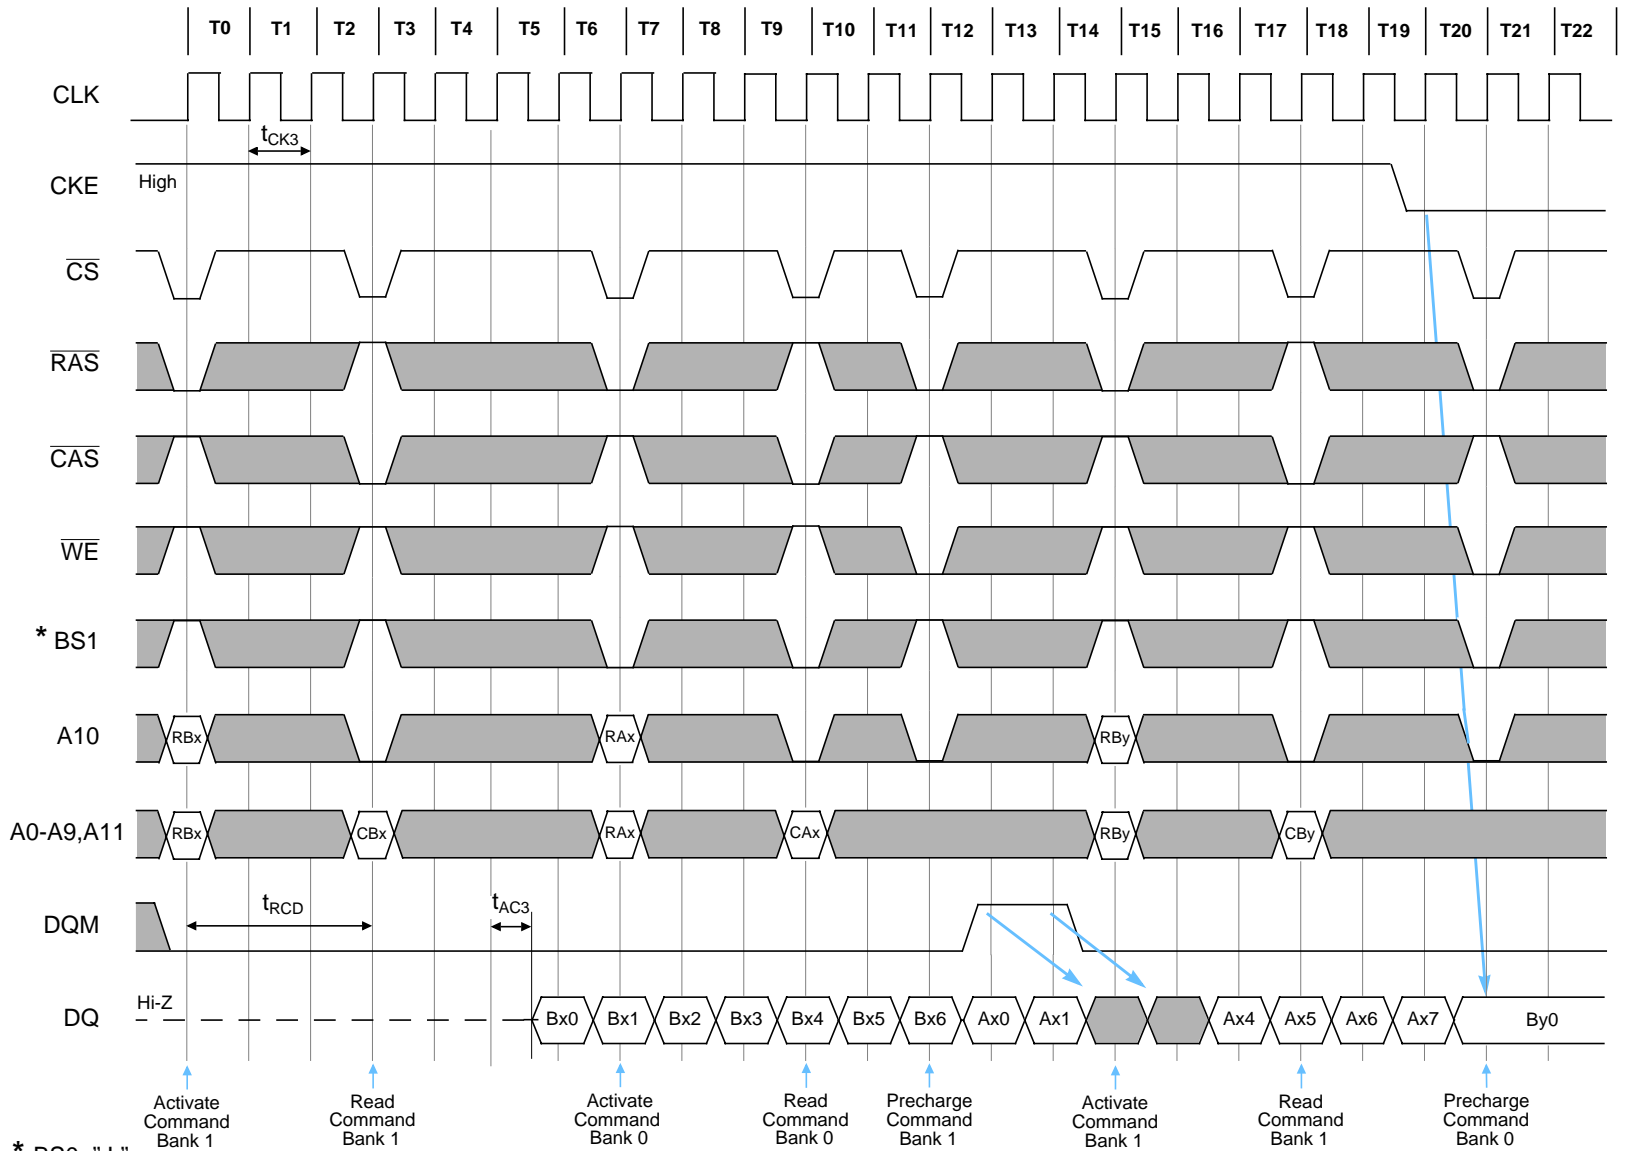 T0 T1 T2 T3 T4 T5 T6 T7 T8 T9 T10 T11 T12 T13 T14 T15 T16 T17 T18 T19 T20 T21 T22
CLK
tCK3
CKE High
CS
RAS
CAS
WE
* BS1
A10 RBx RAx RBy
A0-A9,A11 RBx CBx RAx CAx RBy CBy
tRCD tAC3
DQM
Hi-Z
DQ Bx0 Bx1 Bx2 Bx3 Bx4 Bx5 Bx6 Ax0 Ax1 Ax4 Ax5 Ax6 Ax7 By0
Activate Command Bank 1
Read Command Bank 1
Activate Command Bank 0
Read Command Bank 0
Precharge Command Bank 1
Activate Command Bank 1
Read Command Bank 1
Precharge Command Bank 0